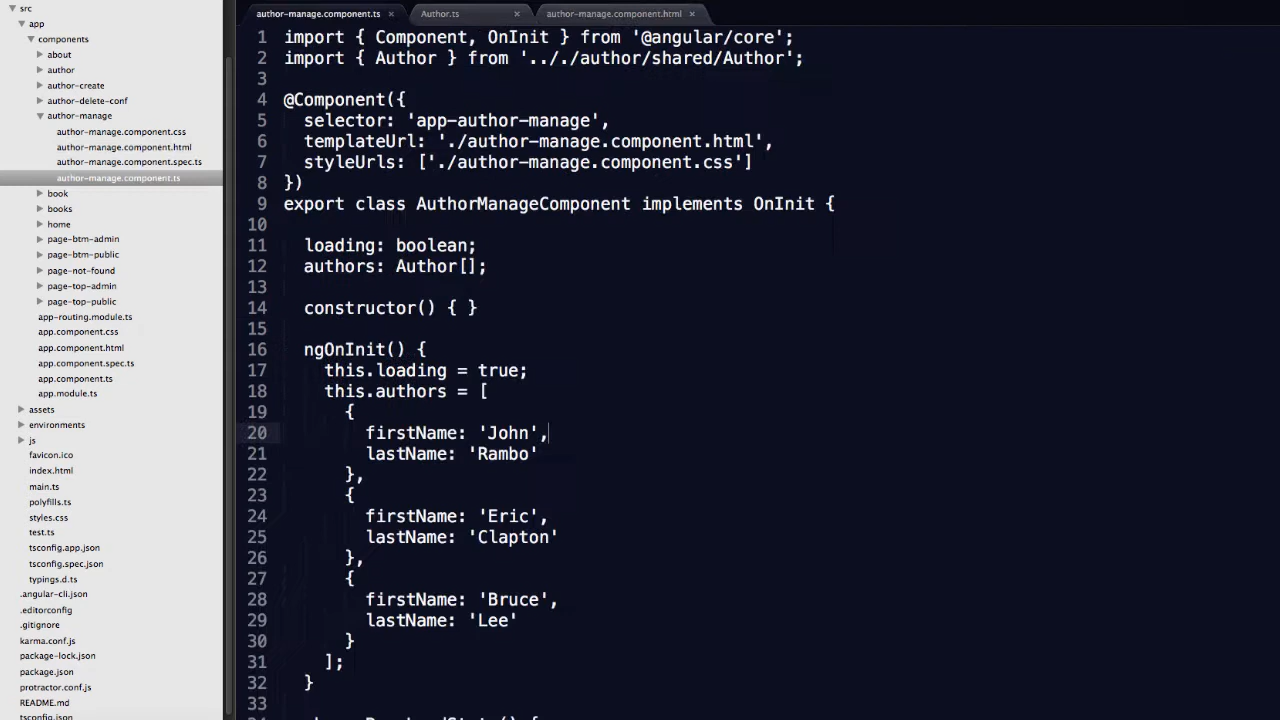 src
app
components
about
author
author-create
author-delete-conf
author-manage
author-manage.component.css
author-manage.component.html
author-manage.component.spec.ts
author-manage.component.ts
book
books
home
page-btm-admin
page-btm-public
page-not-found
page-top-admin
page-top-public
app-routing.module.ts
app.component.css
app.component.html
app.component.spec.ts
app.component.ts
app.module.ts
assets
environments
js
favicon.ico
index.html
main.ts
polyfills.ts
styles.css
test.ts
tsconfig.app.json
tsconfig.spec.json
typings.d.ts
.angular-cli.json
.editorconfig
.gitignore
karma.conf.js
package-lock.json
package.json
protractor.conf.js
README.md
tsconfig.json
author-manage.component.ts × Author.ts × author-manage.component.html ×
1 import { Component, OnInit } from '@angular/core';
2 import { Author } from '.././author/shared/Author';
3
4 @Component({
5 selector: 'app-author-manage',
6 templateUrl: './author-manage.component.html',
7 styleUrls: ['./author-manage.component.css']
8 })
9 export class AuthorManageComponent implements OnInit {
10
11 loading: boolean;
12 authors: Author[];
13
14 constructor() { }
15
16 ngOnInit() {
17 this.loading = true;
18 this.authors = [
19 {
20 firstName: 'John',
21 lastName: 'Rambo'
22 },
23 {
24 firstName: 'Eric',
25 lastName: 'Clapton'
26 },
27 {
28 firstName: 'Bruce',
29 lastName: 'Lee'
30 }
31 ];
32 }
33